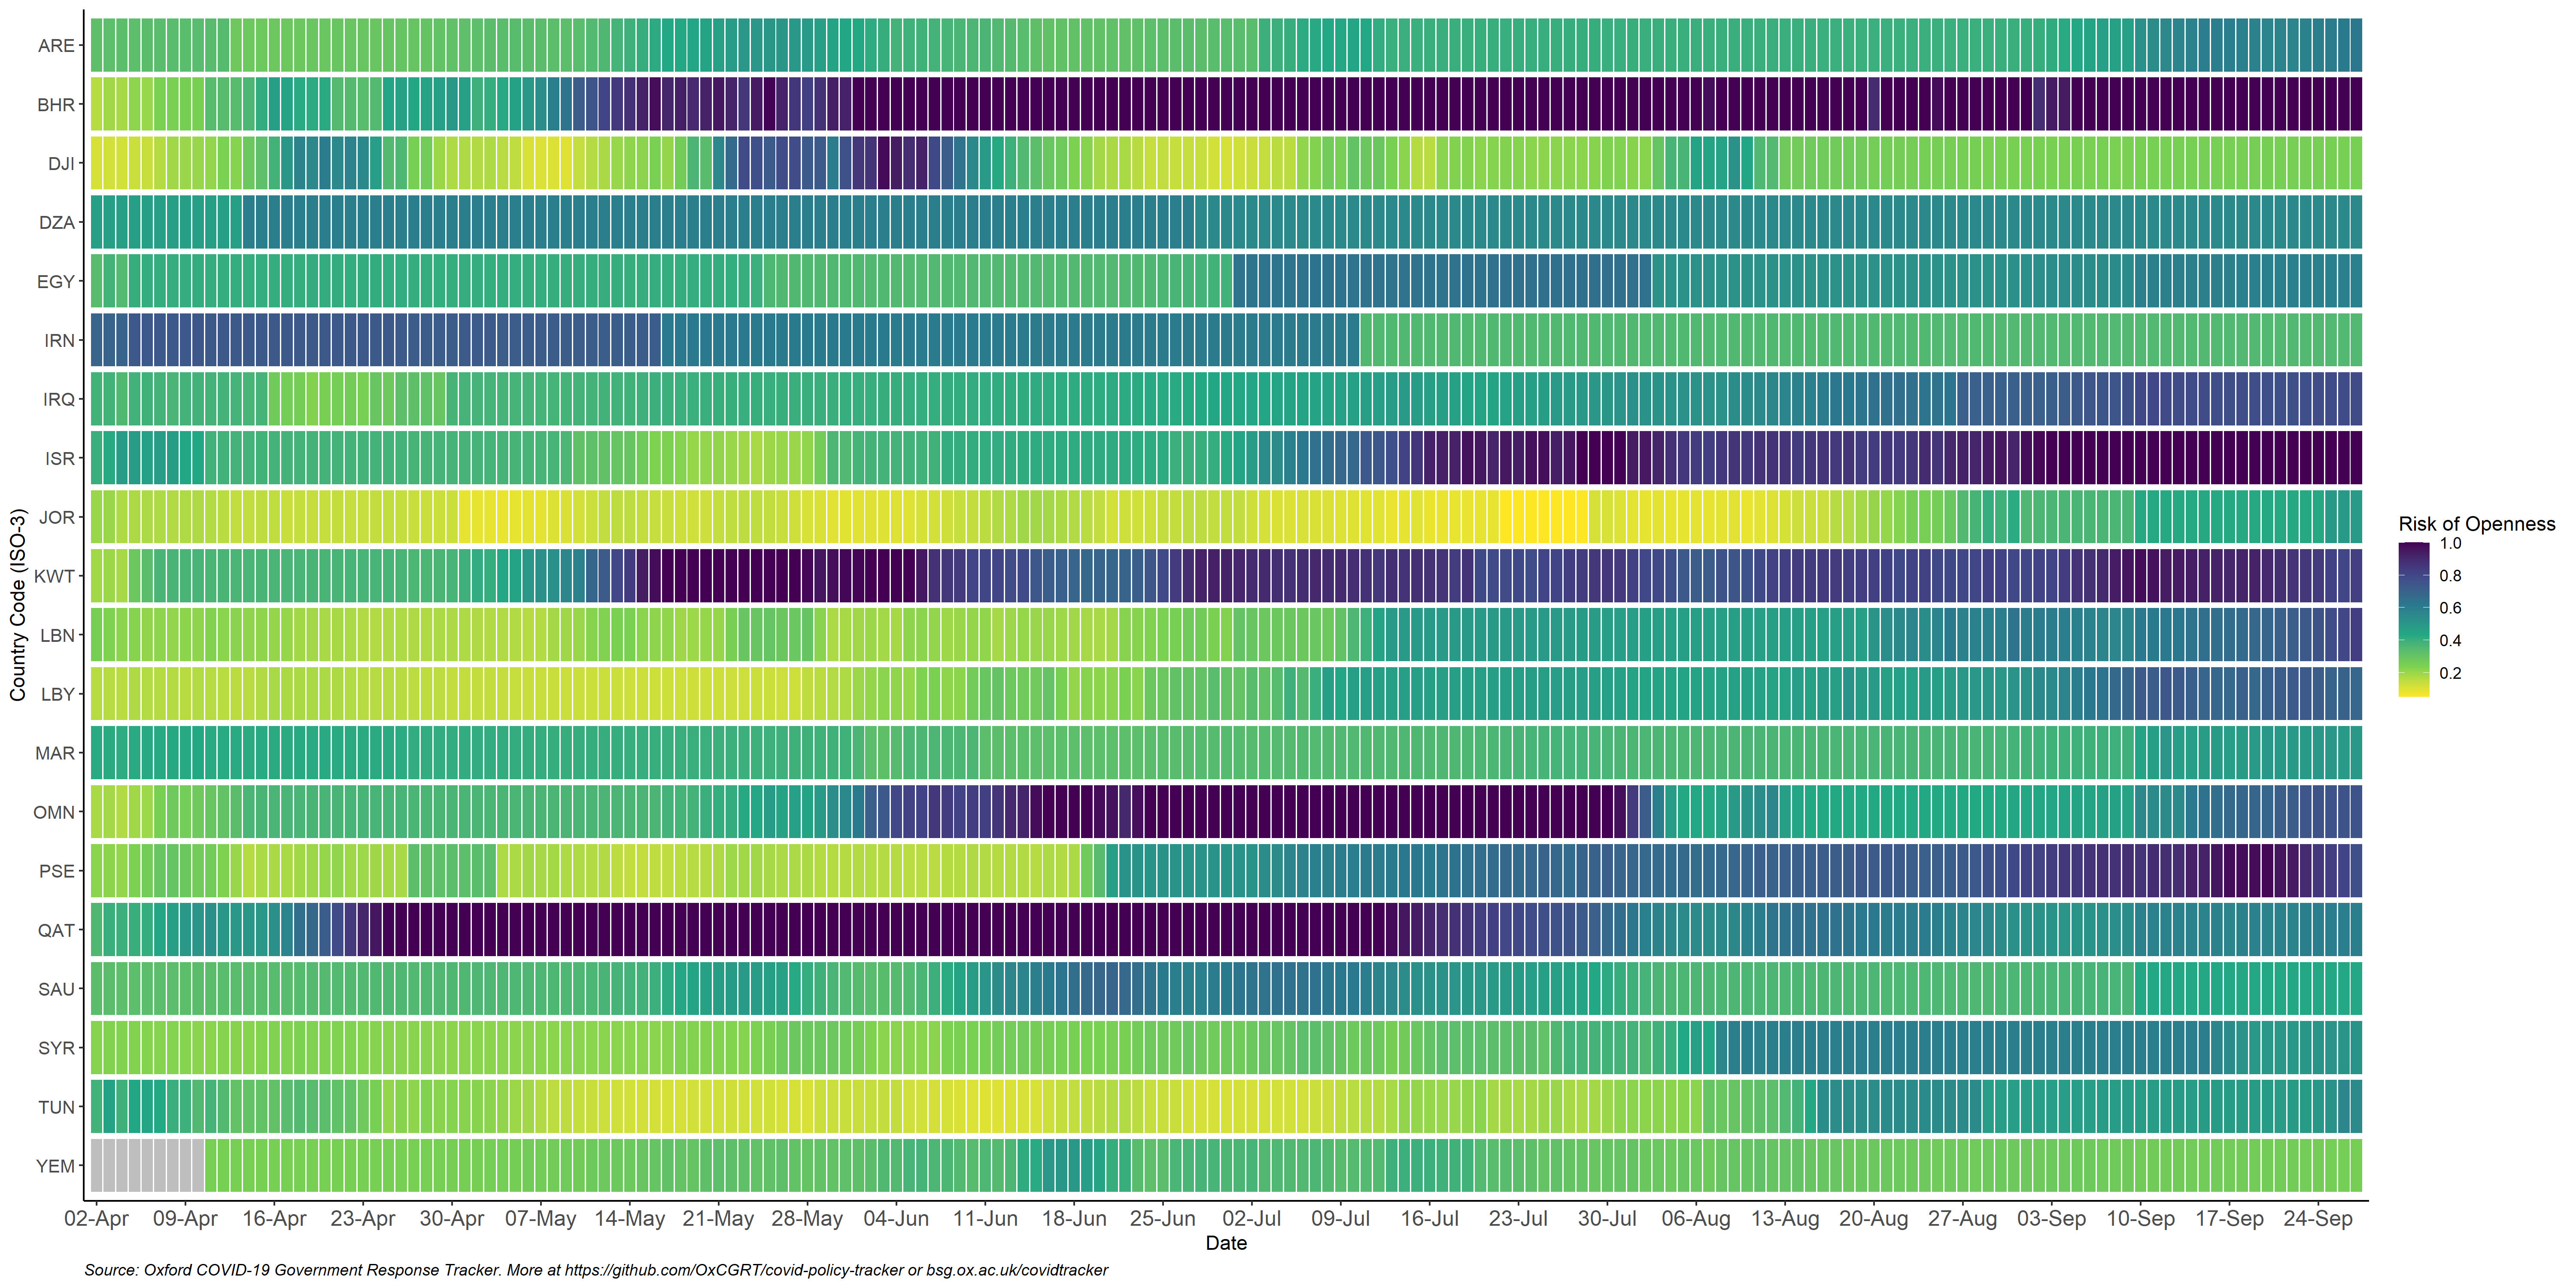 ARE
BHR
DJI
DZA
EGY
IRN
IRQ
ISR
JOR
KWT
LBN
LBY
MAR
OMN
PSE
QAT
SAU
SYR
TUN
YEM
Country Code (ISO-3)
02-Apr 09-Apr 16-Apr 23-Apr 30-Apr 07-May 14-May 21-May 28-May 04-Jun 11-Jun 18-Jun 25-Jun 02-Jul 09-Jul 16-Jul 23-Jul 30-Jul 06-Aug 13-Aug 20-Aug 27-Aug 03-Sep 10-Sep 17-Sep 24-Sep
Date
Risk of Openness
1.0
0.8
0.6
0.4
0.2
Source: Oxford COVID-19 Government Response Tracker. More at https://github.com/OxCGRT/covid-policy-tracker or bsg.ox.ac.uk/covidtracker